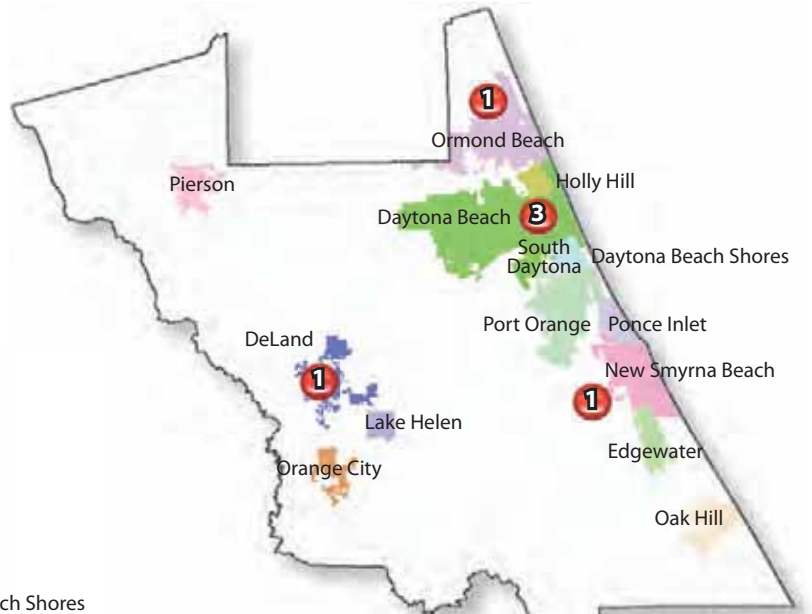 1
Ormond Beach
Pierson
Holly Hill
Daytona Beach
3
South
Daytona
Daytona Beach Shores
Port Orange
Ponce Inlet
DeLand
New Smyrna Beach
1
1
Lake Helen
Edgewater
Orange City
Oak Hill
ch Shores